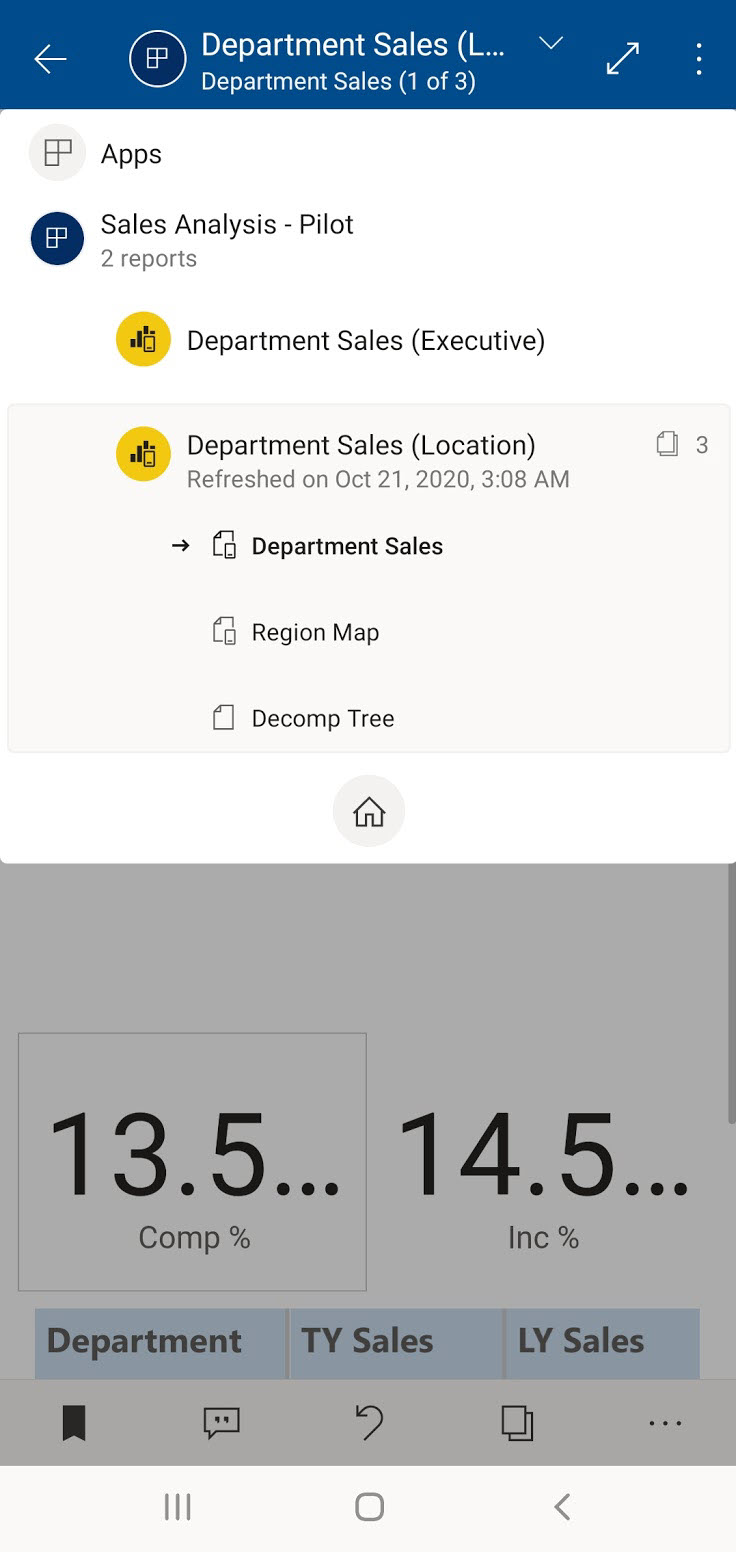 Department Sales (L...
Department Sales (1 of 3)
Apps
Sales Analysis - Pilot
2 reports
Department Sales (Executive)
Department Sales (Location)
3
Refreshed on Oct 21, 2020, 3:08 AM
Department Sales
Region Map
Decomp Tree
13.5... 14.5...
Comp % Inc %
Department TY Sales LY Sales